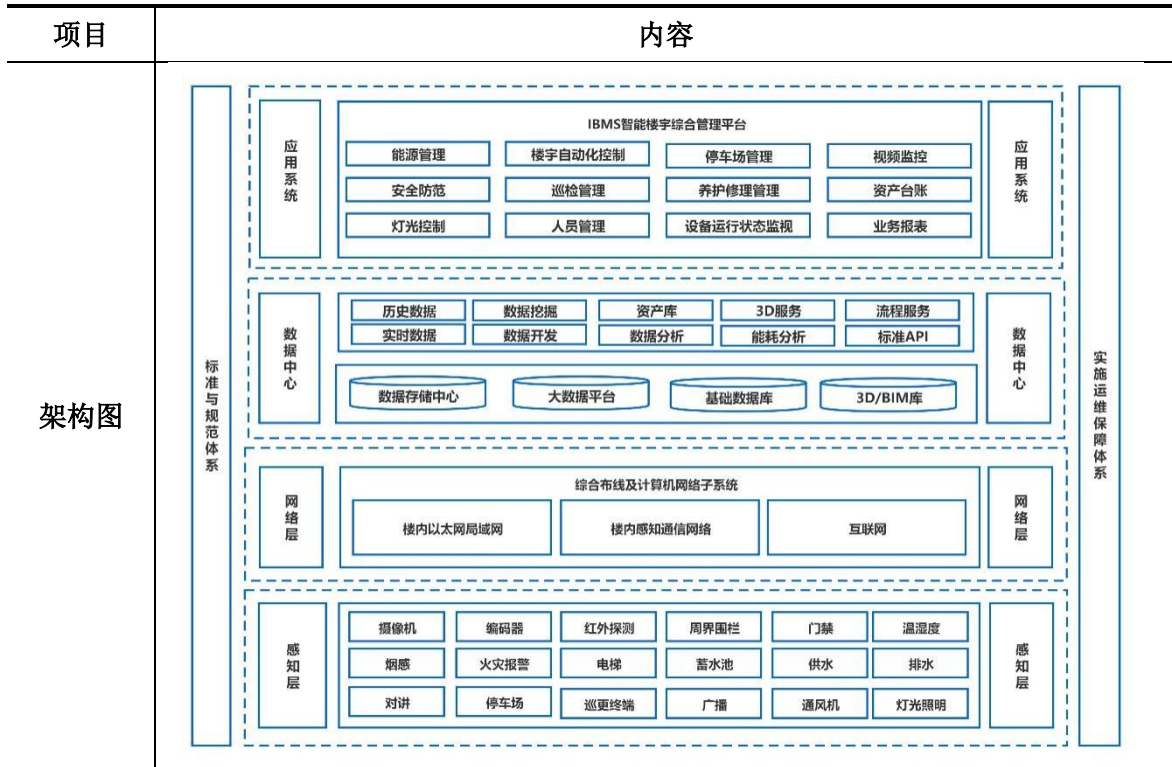 项目 内容
架构图
标准与规范体系
应用系统
IBMS智能楼宇综合管理平台
能源管理 楼宇自动化控制 停车场管理 视频监控
安全防范 巡检管理 养护修理管理 资产台账
灯光控制 人员管理 设备运行状态监视 业务报表
应用系统
数据中心
历史数据 数据挖掘 资产库 3D服务 流程服务
实时数据 数据开发 数据分析 能耗分析 标准API
数据存储中心 大数据平台 基础数据库 3D/BIM库
数据中心
网络层
综合布线及计算机网络子系统
楼内以太网局域网 楼内感知通信网络 互联网
网络层
感知层
摄像机 编码器 红外探测 周界围栏 门禁 温湿度
烟感 火灾报警 电梯 蓄水池 供水 排水
对讲 停车场 巡更终端 广播 通风机 灯光照明
感知层
实施运维保障体系